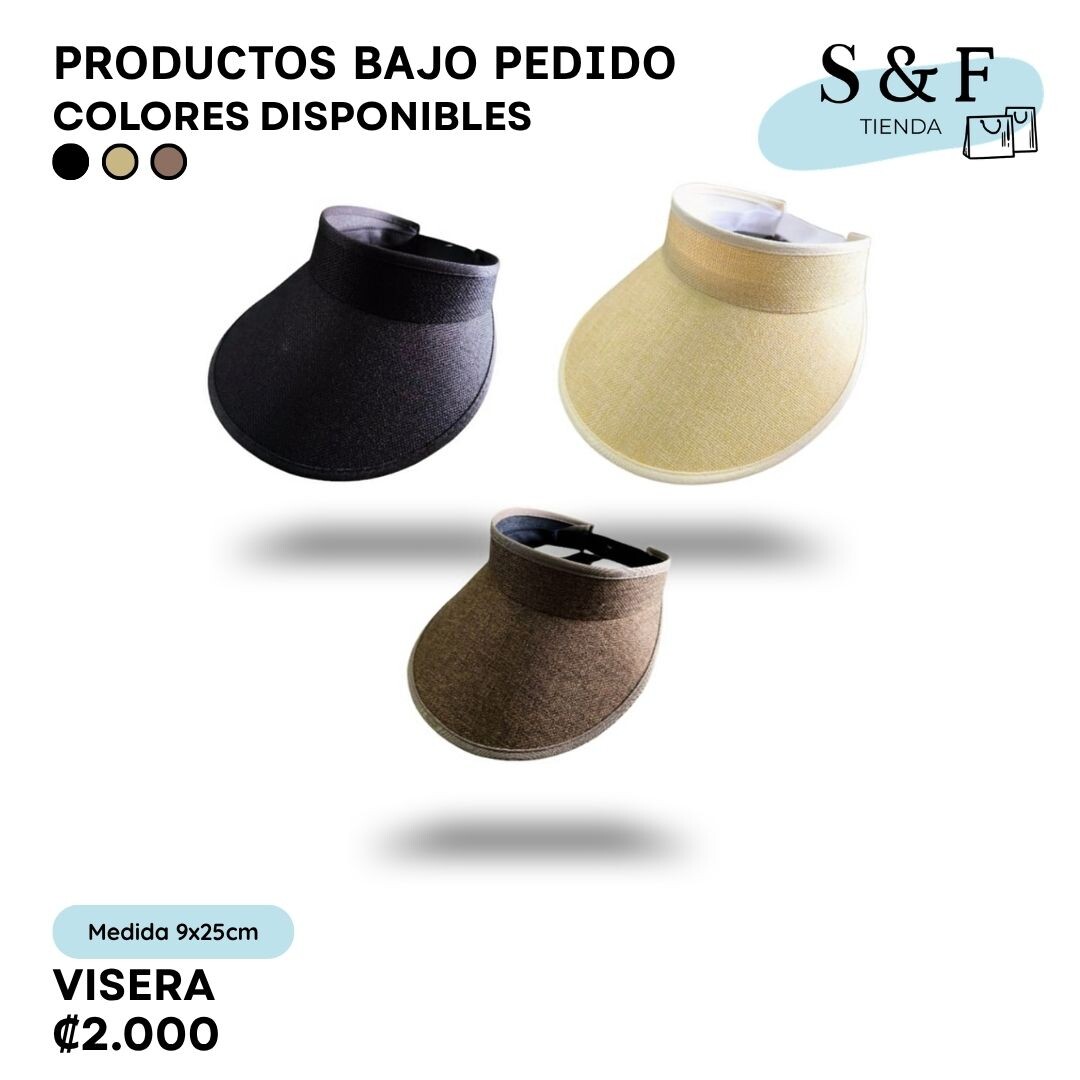 PRODUCTOS BAJO PEDIDO
COLORES DISPONIBLES
S & F
TIENDA
Medida 9x25cm
VISERA
₡2.000